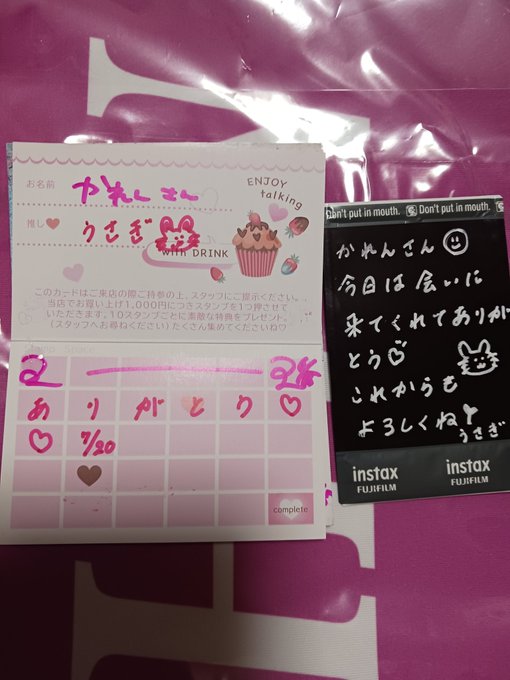 お名前 かれんさん
推し♥ うさぎ
ENJOY
talking
with DRINK
このカードはご来店の際ご持参の上、スタッフにご提示ください。
当店でお買い上げ1,000円につきスタンプを1つ押させて
いただきます。10スタンプごとに素敵な特典をプレゼント。
(スタッフへお尋ねください)たくさん集めてくださいね♡
Stamp Space
2 24
ありがとう♡
♡ 7/20
complete
Don't put in mouth. Don't put in mouth.
かれんさん
今日は会いに
来てくれてありが
とう♡
これからも
よろしくね
うさぎ
instax instax
FUJIFILM FUJIFILM